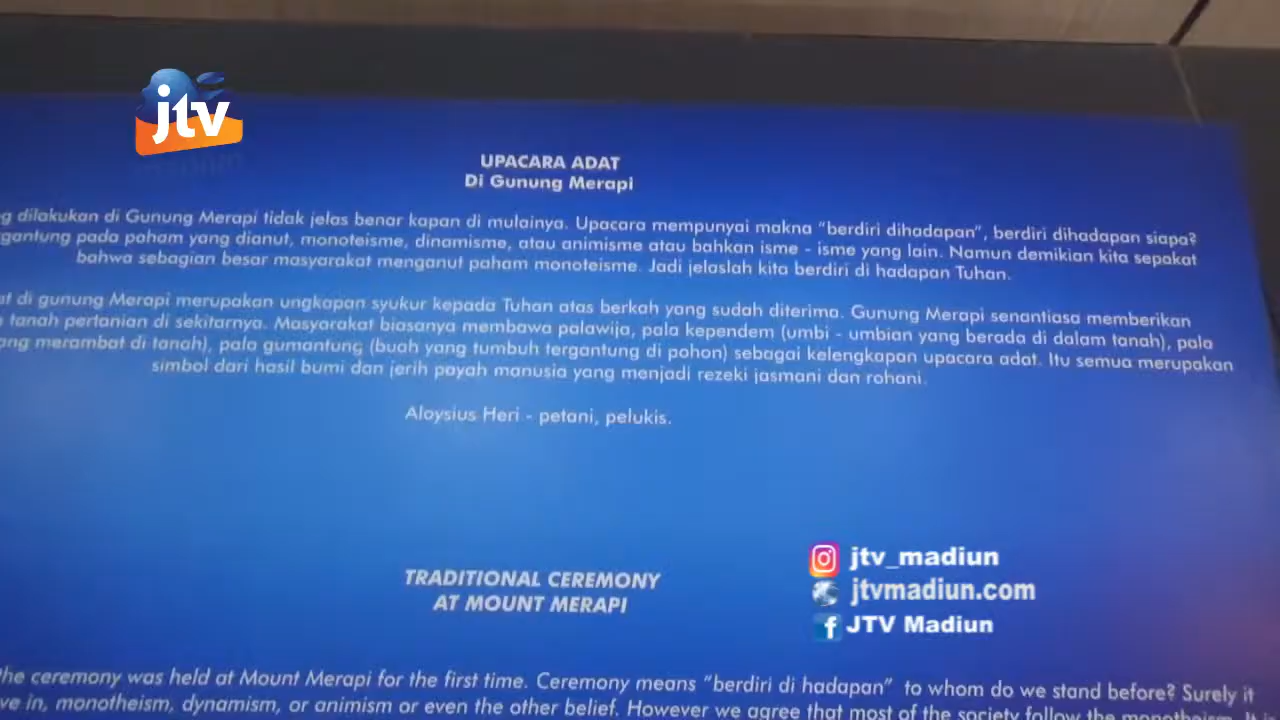 jtv
UPACARA ADAT
Di Gunung Merapi
dilakukan di Gunung Merapi tidak jelas benar kapan di mulainya. Upacara mempunyai makna “berdiri dihadapan”, berdiri dihadapan siapa?
pada paham yang dianut, monoteisme, dinamisme, atau animisme atau bahkan isme - isme yang lain. Namun demikian kita sepakat
bahwa sebagian besar masyarakat menganut paham monoteisme. Jadi jelaslah kita berdiri di hadapan Tuhan.
di gunung Merapi merupakan ungkapan syukur kepada Tuhan atas berkah yang sudah diterima. Gunung Merapi senantiasa memberikan
tanah pertanian di sekitarnya. Masyarakat biasanya membawa palawija, pala kependem (umbi - umbian yang berada di dalam tanah), pala
merambat di tanah), pala gumantung (buah yang tumbuh tergantung di pohon) sebagai kelengkapan upacara adat. Itu semua merupakan
simbol dari hasil bumi dan jerih payah manusia yang menjadi rezeki jasmani dan rohani.
Aloysius Heri - petani, pelukis.
TRADITIONAL CEREMONY
AT MOUNT MERAPI
jtv_madiun
jtvmadiun.com
JTV Madiun
ceremony was held at Mount Merapi for the first time. Ceremony means “berdiri di hadapan” to whom do we stand before? Surely it
in, monotheism, dynamism, or animism or even the other belief. However we agree that most of the society follow the monotheism.